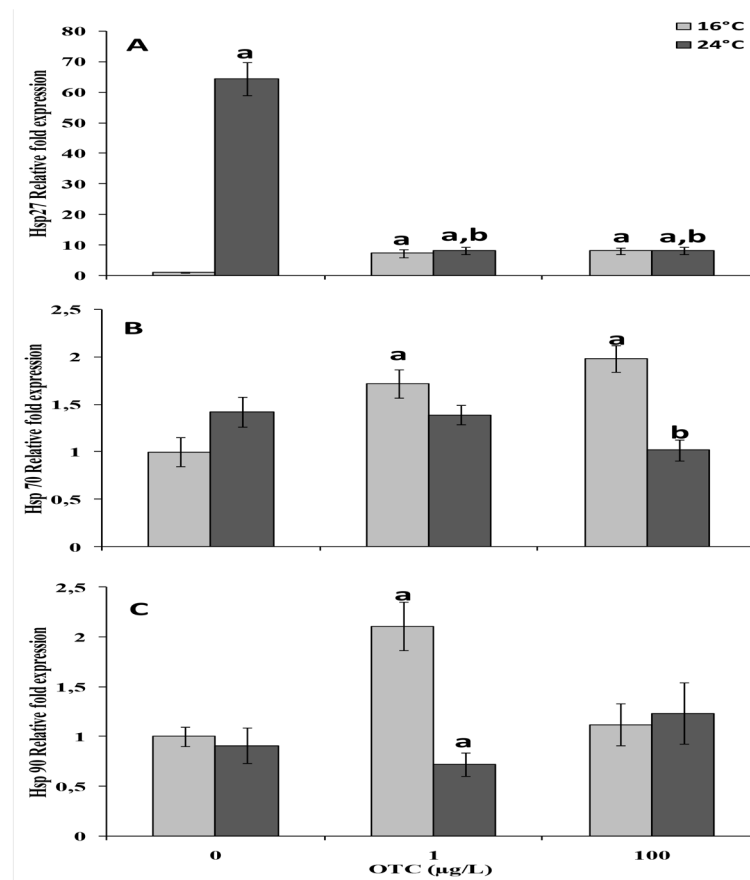 A
16°C
24°C
Hsp27 Relative fold expression
80
70
60
50
40
30
20
10
0
a
a
a,b
a
a,b
B
Hsp 70 Relative fold expression
2,5
2
1,5
1
0,5
0
a
a
b
C
Hsp 90 Relative fold expression
2,5
2
1,5
1
0,5
0
a
a
0 1 100
OTC (µg/L)